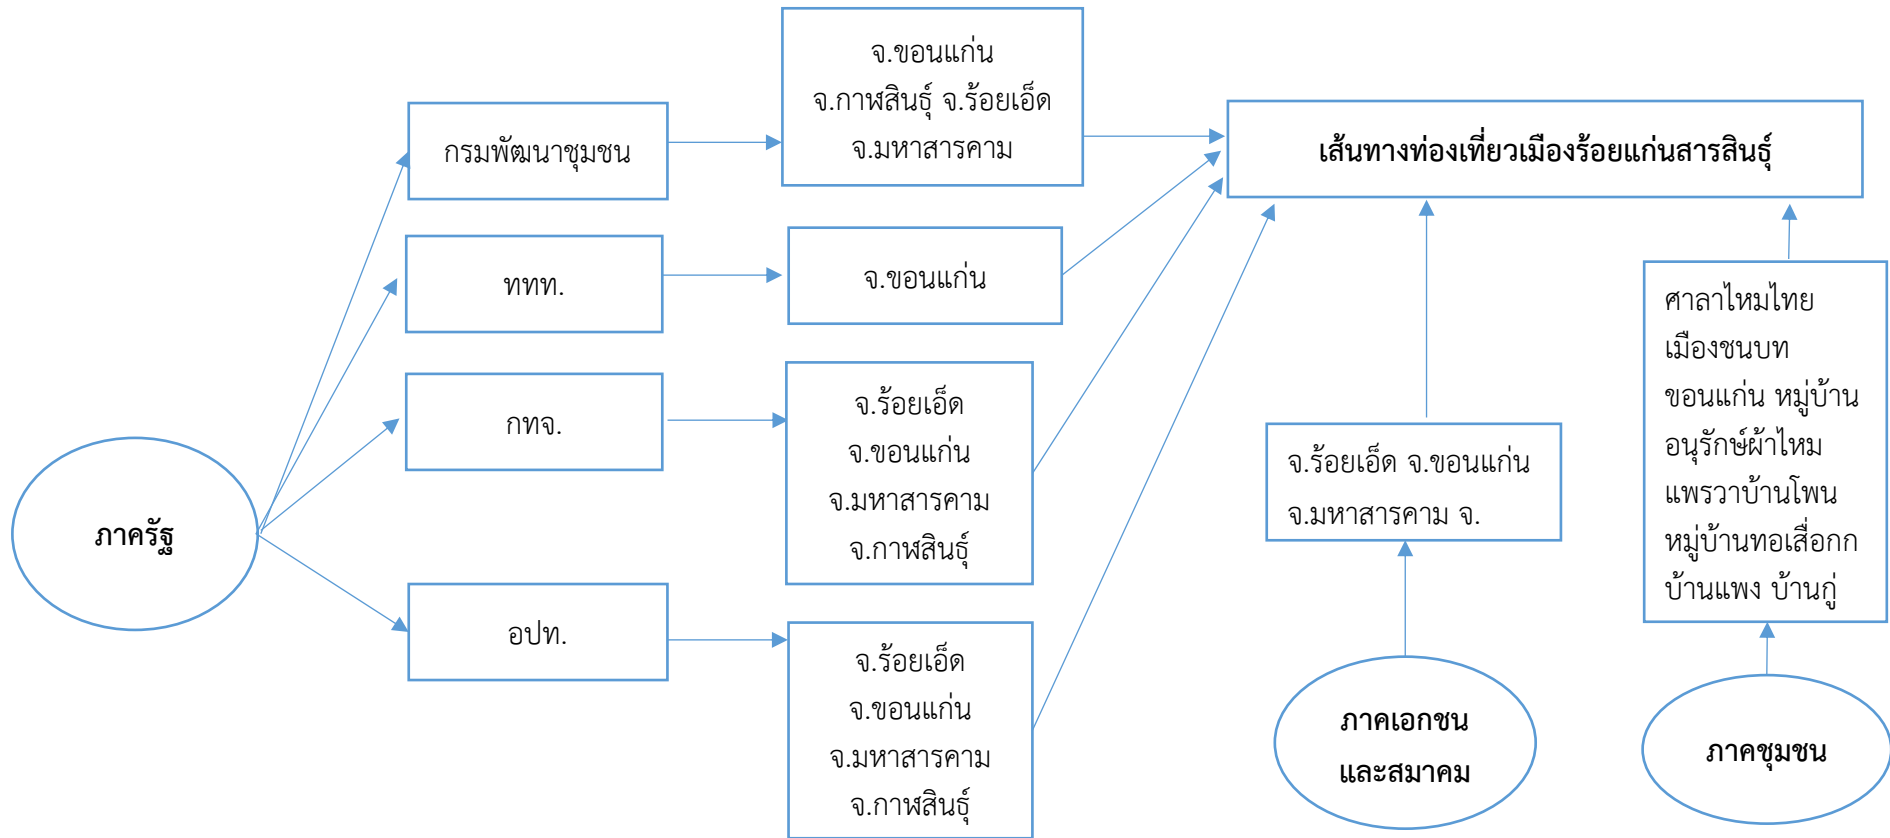 ภาครัฐ
กรมพัฒนาชุมชน
ททท.
กทจ.
อปท.
จ.ขอนแก่น
จ.กาฬสินธุ์ จ.ร้อยเอ็ด
จ.มหาสารคาม
จ.ขอนแก่น
จ.ร้อยเอ็ด
จ.ขอนแก่น
จ.มหาสารคาม
จ.กาฬสินธุ์
จ.ร้อยเอ็ด
จ.ขอนแก่น
จ.มหาสารคาม
จ.กาฬสินธุ์
เส้นทางท่องเที่ยวเมืองร้อยแก่นสารสินธุ์
จ.ร้อยเอ็ด จ.ขอนแก่น
จ.มหาสารคาม จ.
ภาคเอกชน
และสมาคม
ศาลาไหมไทย
เมืองชนบท
ขอนแก่น หมู่บ้าน
อนุรักษ์ผ้าไหม
แพรวาบ้านโพน
หมู่บ้านทอเสื่อกก
บ้านแพง บ้านกู่
ภาคชุมชน